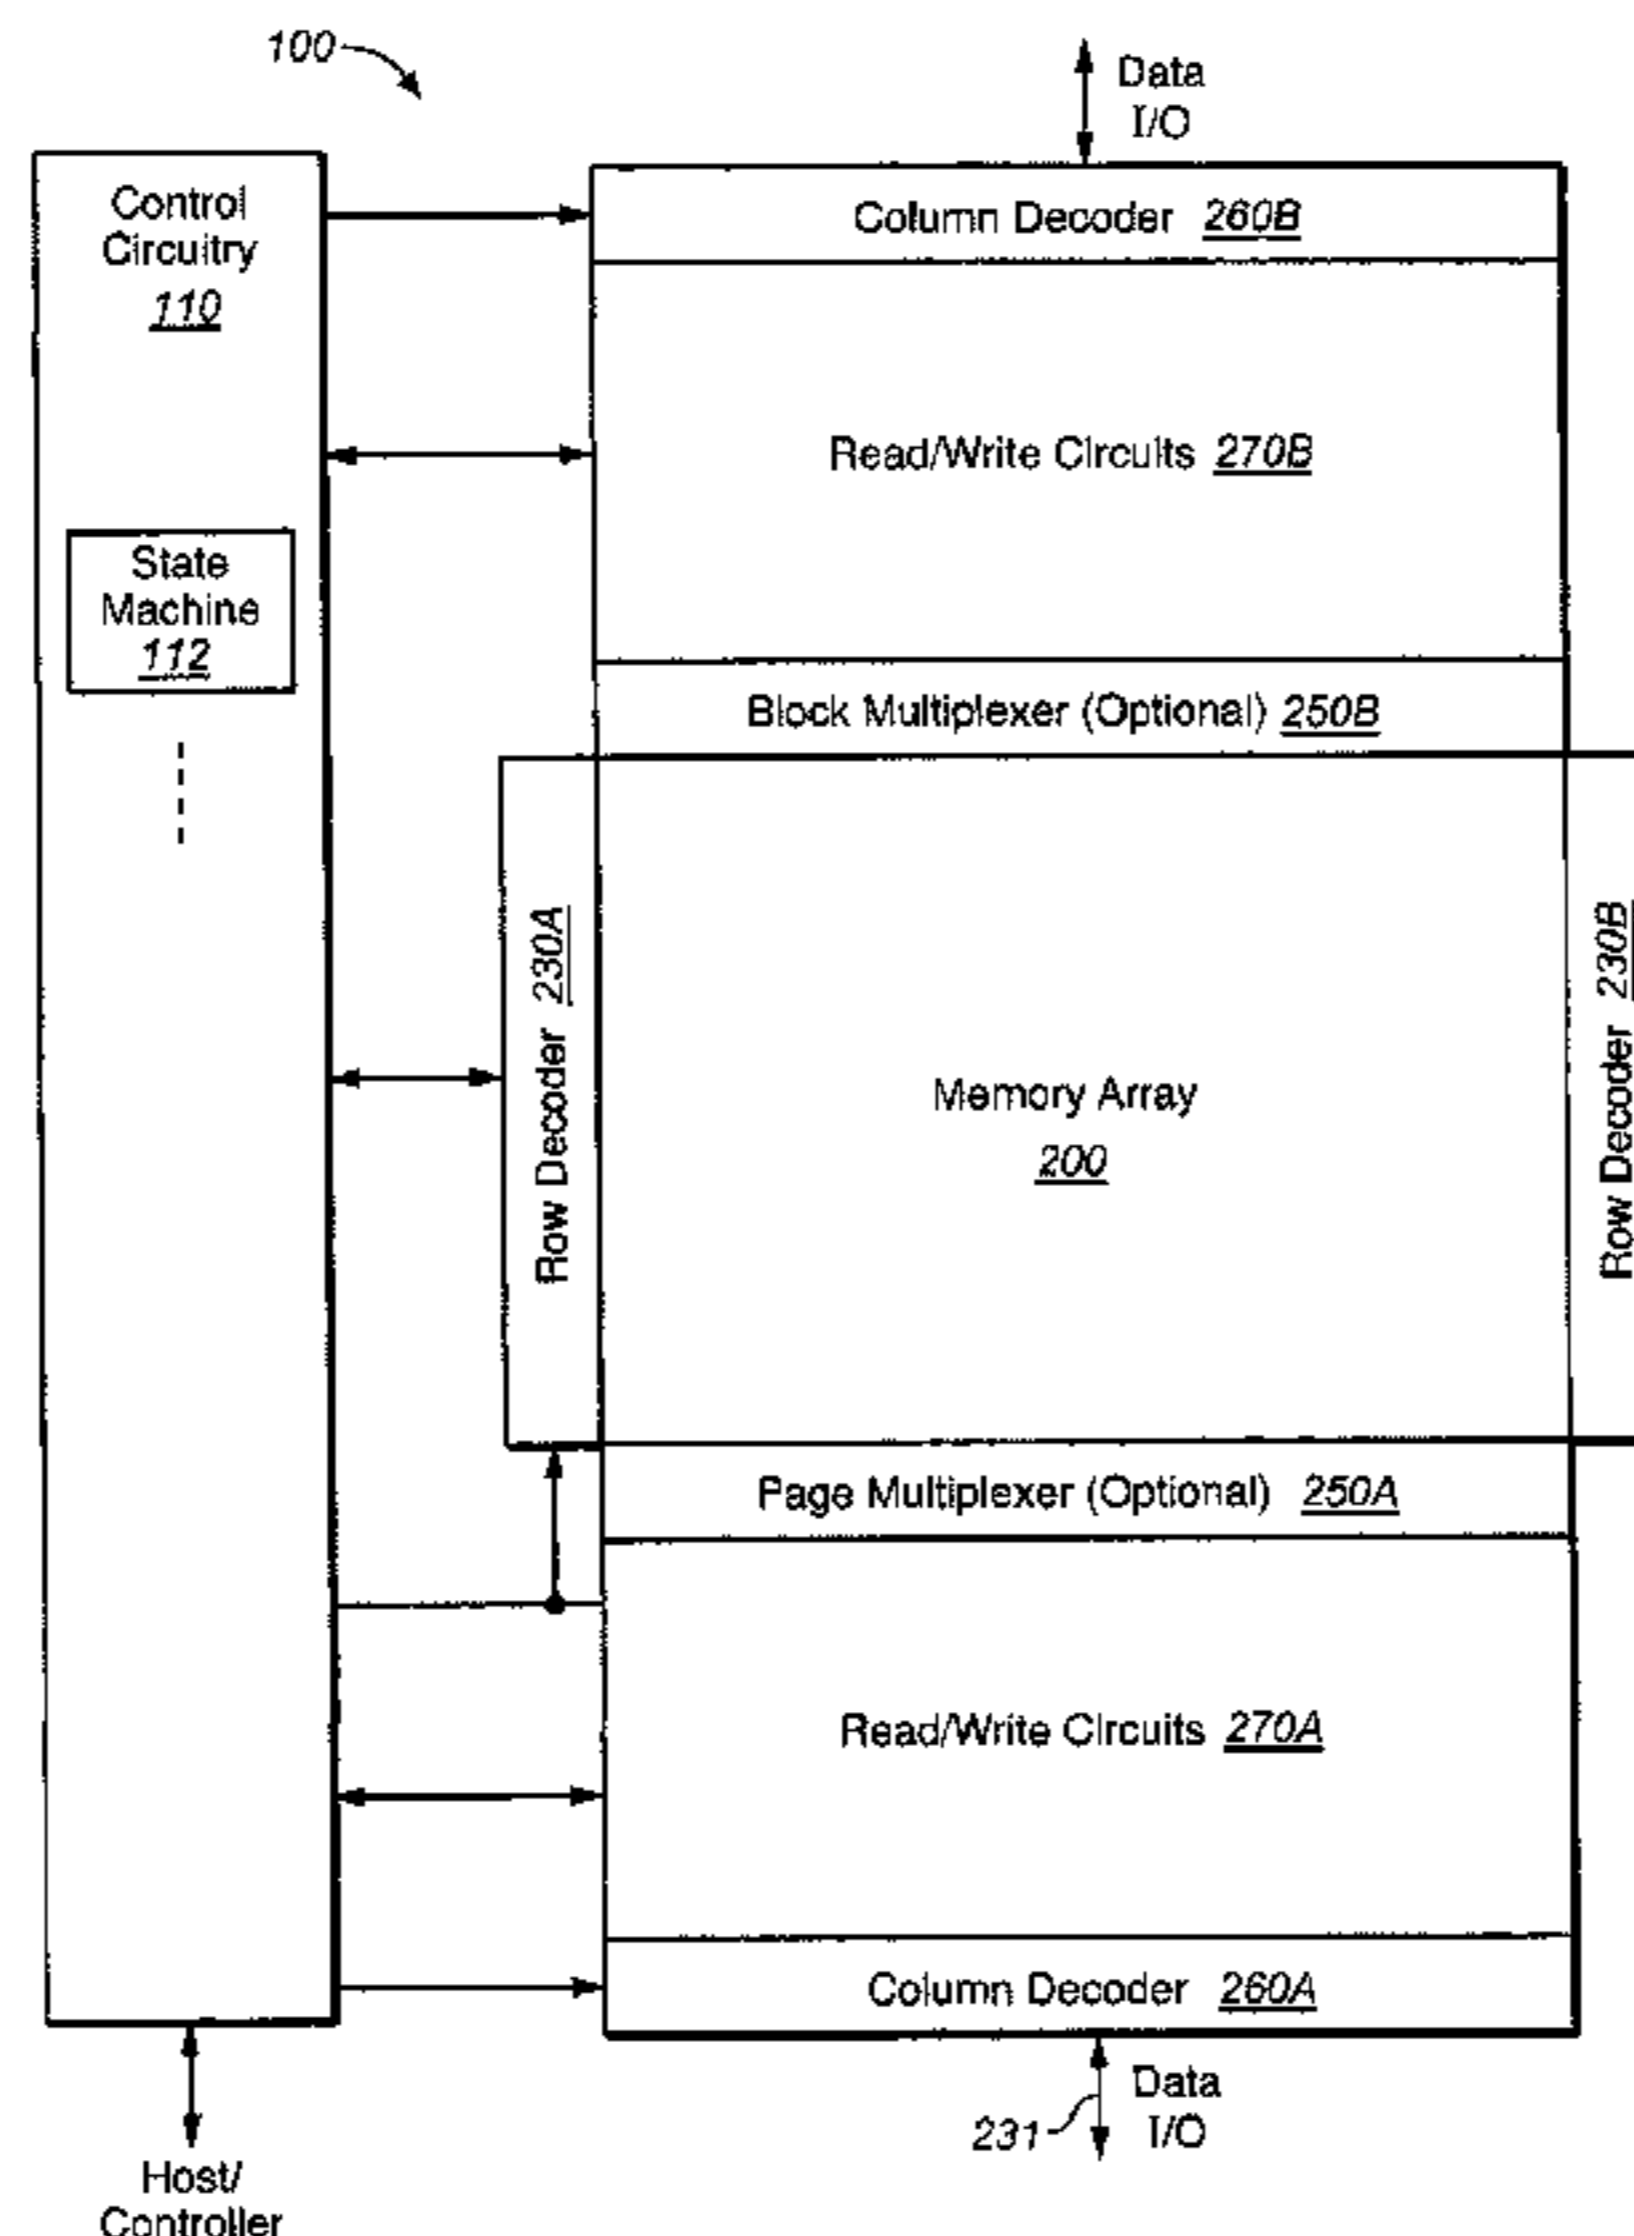 100
Data
I/O
Control
Circuitry
110
Column Decoder 260B
Read/Write Circuits 270B
State
Machine
112
Block Multiplexer (Optional) 250B
Row Decoder 230A
Memory Array
200
Row Decoder 230B
Page Multiplexer (Optional) 250A
Read/Write Circuits 270A
Column Decoder 260A
231
Data
I/O
Host/
Controller